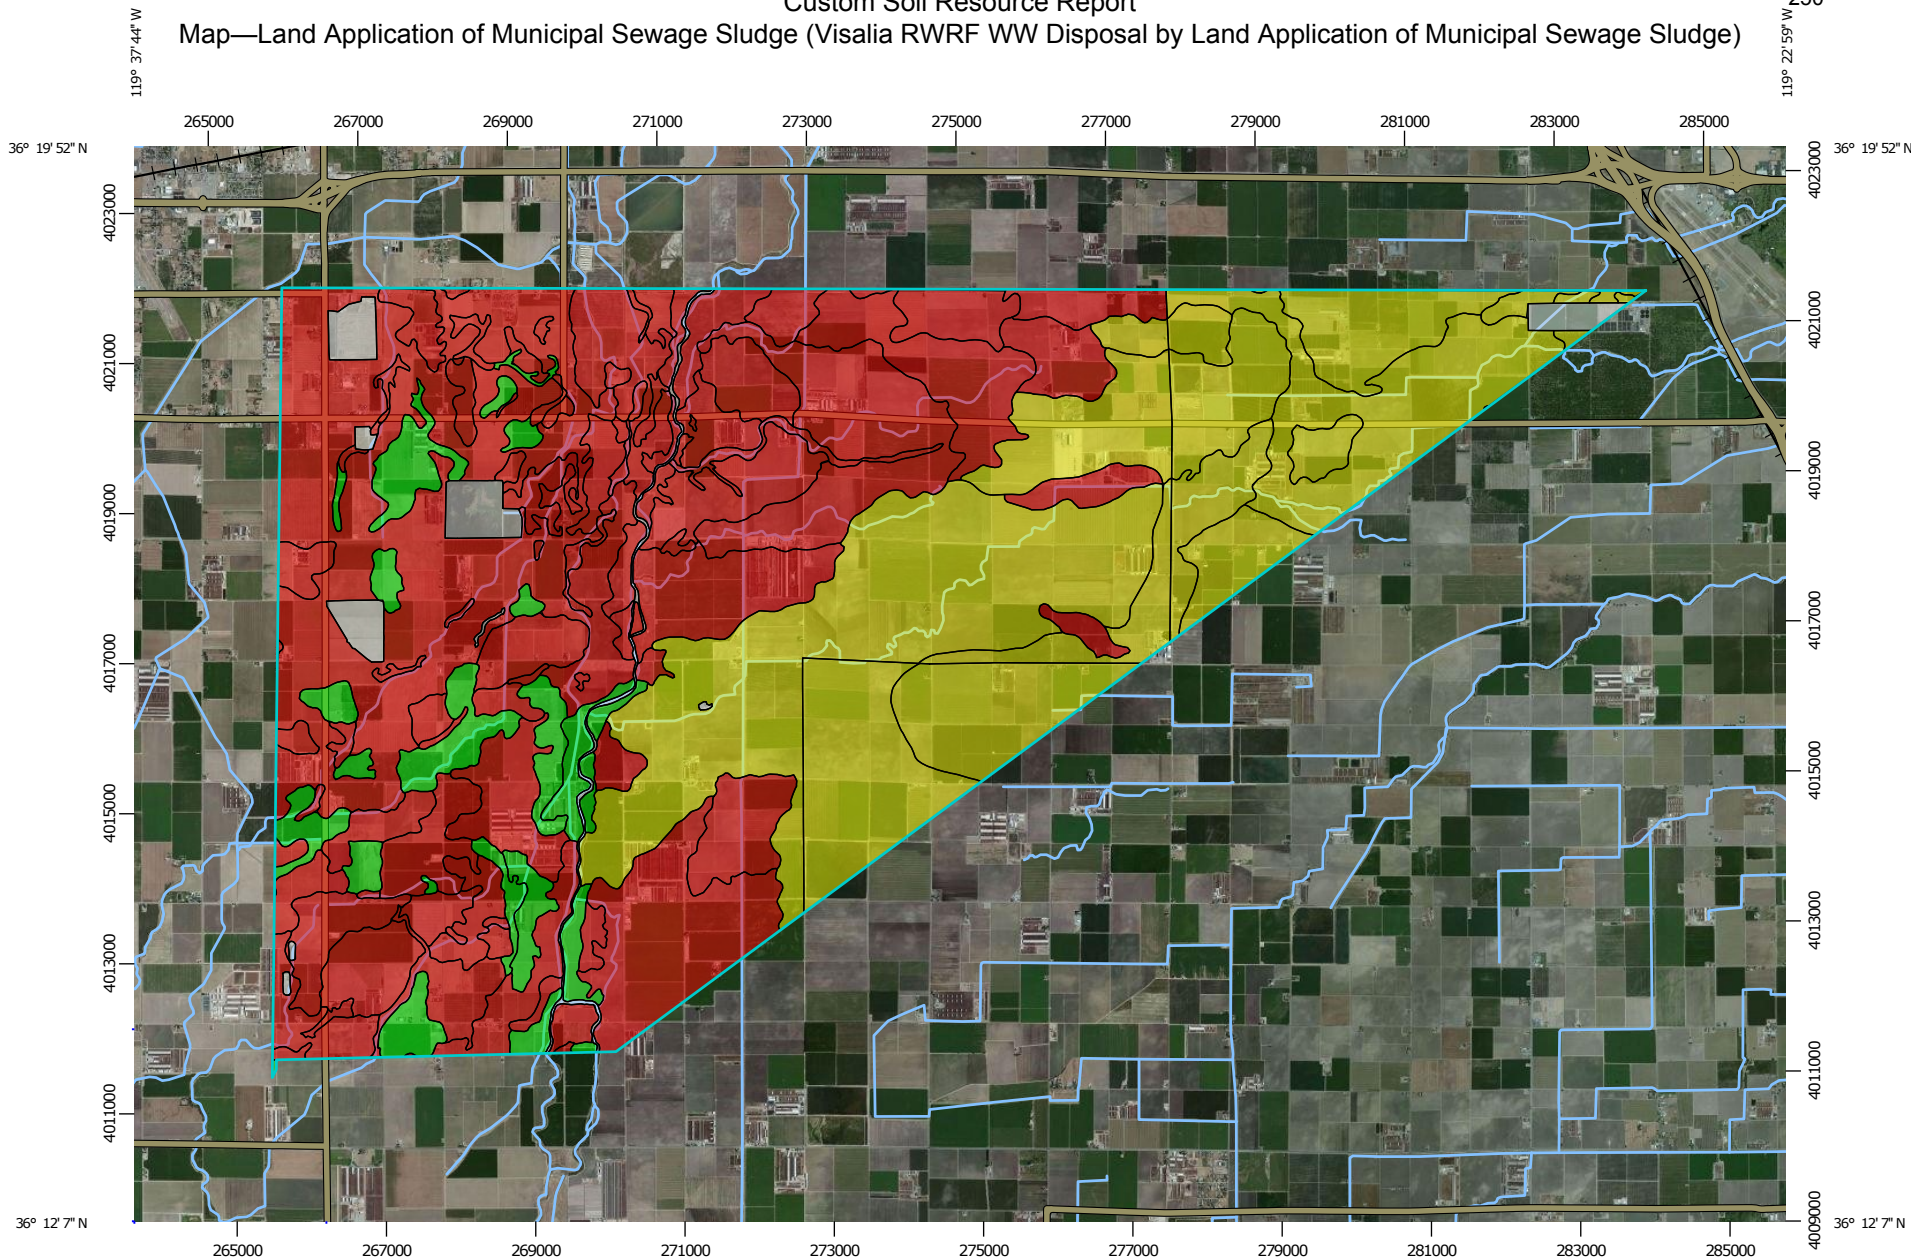 Custom Soil Resource Report
Map—Land Application of Municipal Sewage Sludge (Visalia RWRF WW Disposal by Land Application of Municipal Sewage Sludge)
119° 37' 44" W
119° 22' 59" W
265000 267000 269000 271000 273000 275000 277000 279000 281000 283000 285000
36° 19' 52" N
36° 19' 52" N
4023000
4021000
4019000
4017000
4015000
4013000
4011000
4023000
4021000
4019000
4017000
4015000
4013000
4011000
4009000
36° 12' 7" N
36° 12' 7" N
265000 267000 269000 271000 273000 275000 277000 279000 281000 283000 285000